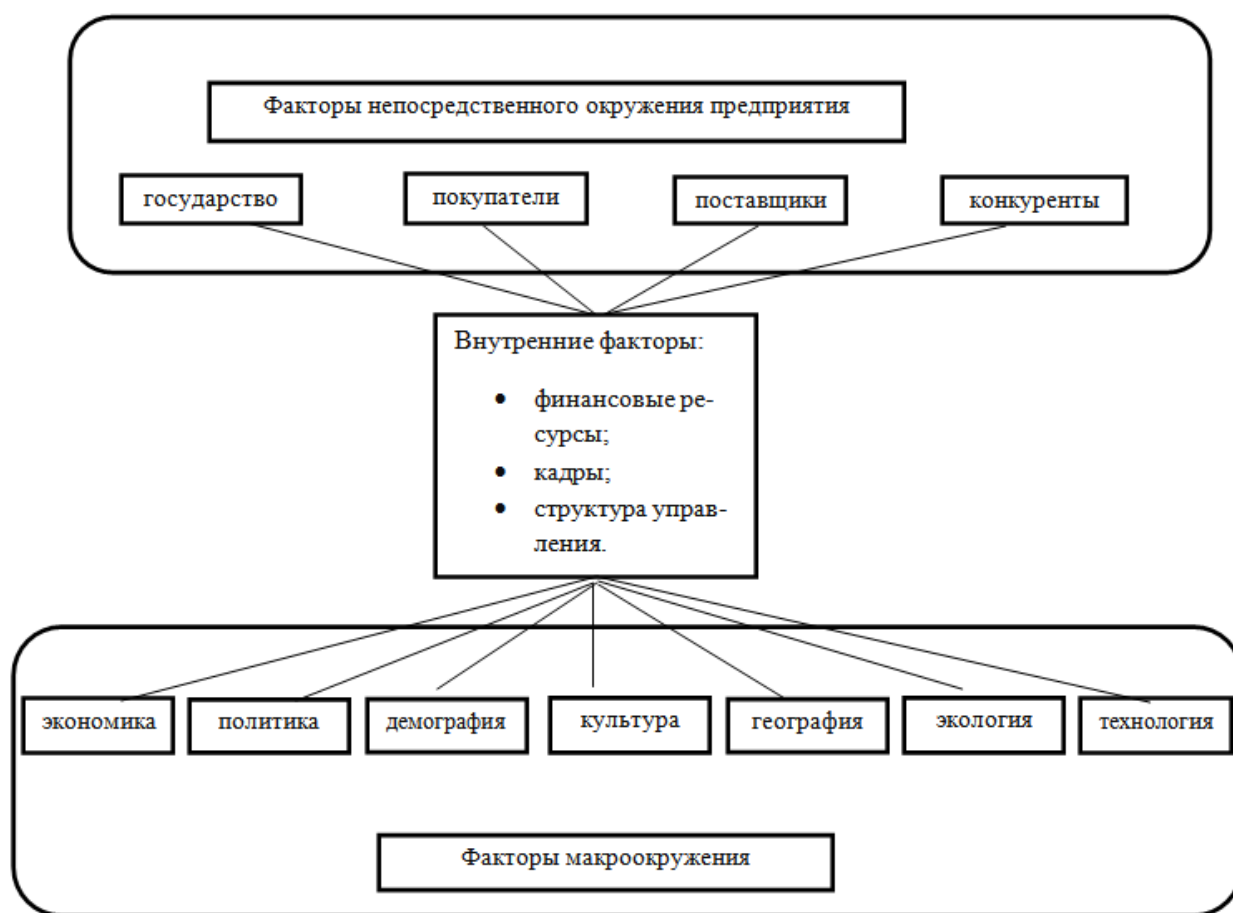 Факторы непосредственного окружения предприятия
государство
покупатели
поставщики
конкуренты
Внутренние факторы:
• финансовые ре-
сурсы;
• кадры;
• структура управ-
ления.
экономика
политика
демография
культура
география
экология
технология
Факторы макроокружения